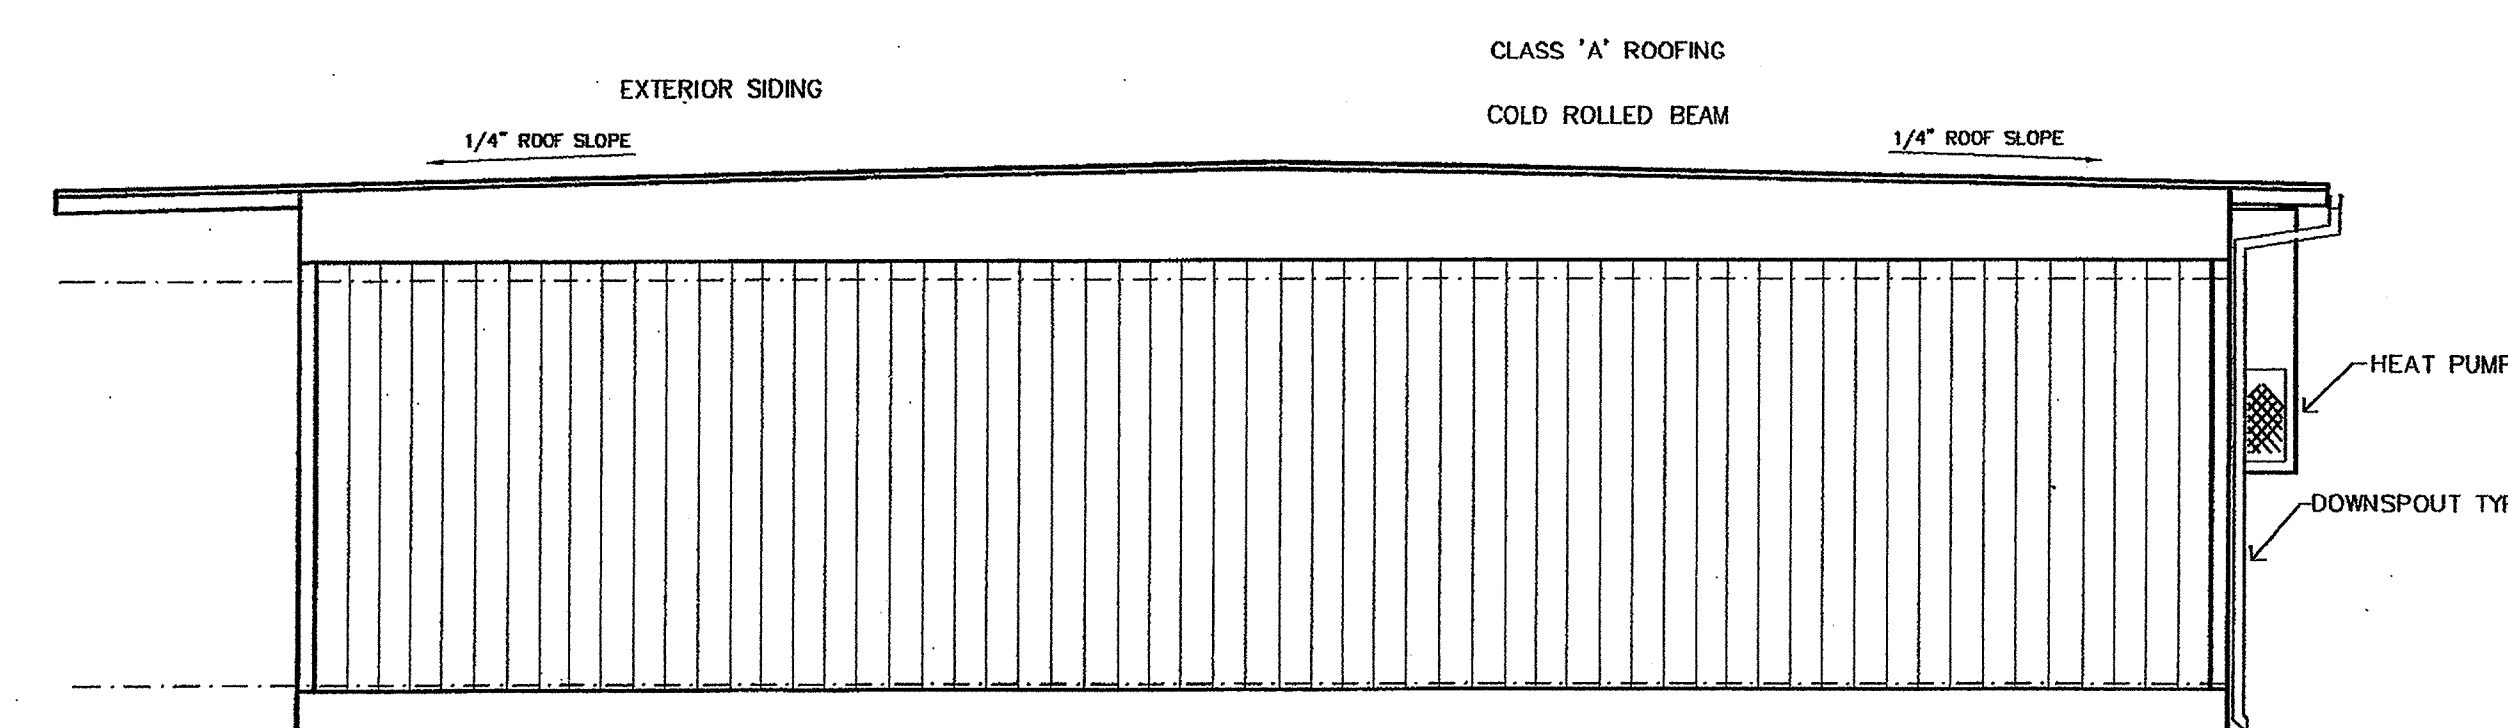 CLASS 'A' ROOFING
EXTERIOR SIDING
COLD ROLLED BEAM
1/4" ROOF SLOPE
1/4" ROOF SLOPE
HEAT PUMP
DOWNSPOUT TYP